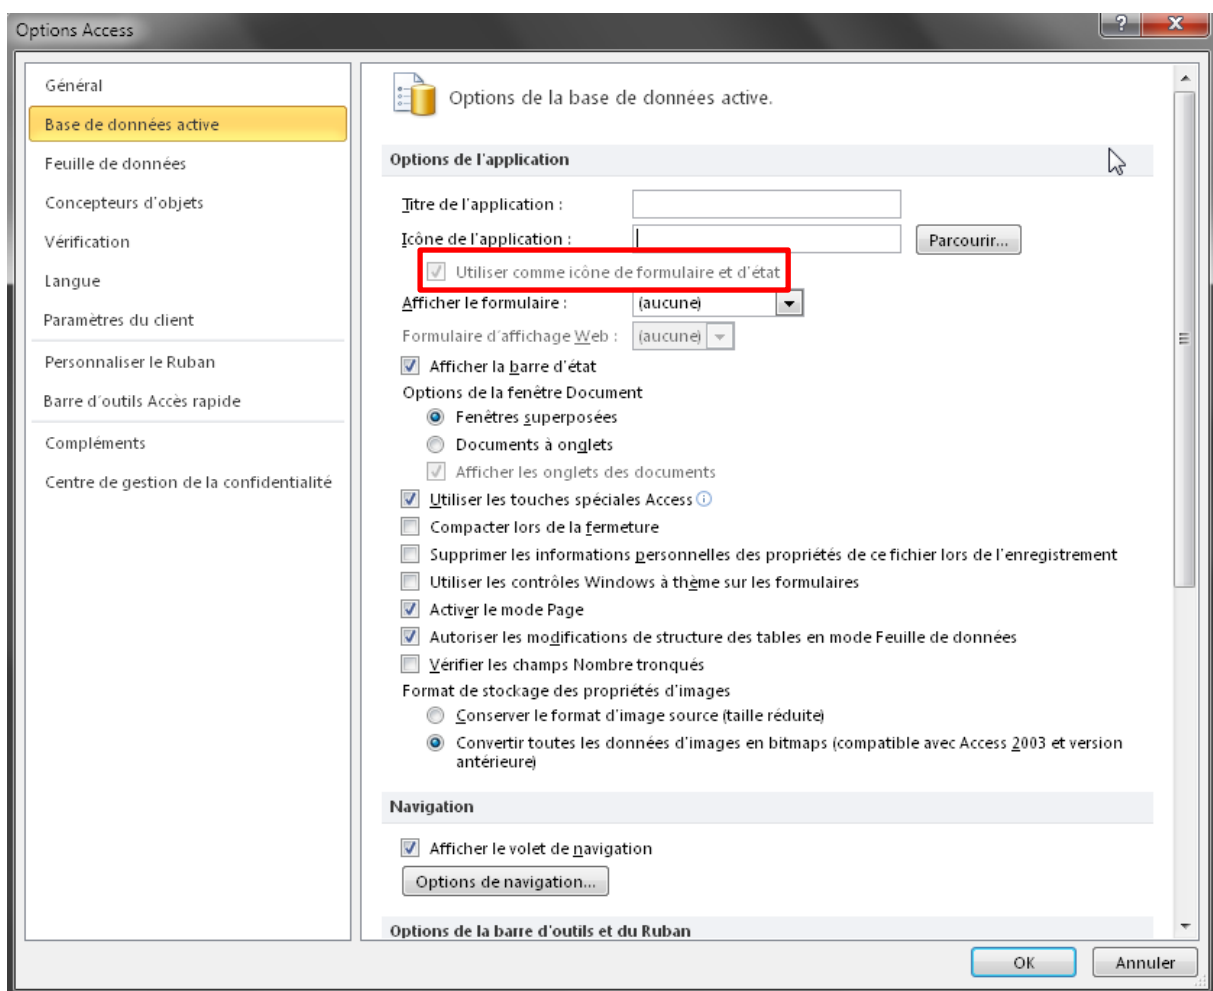 Options Access
?
X
Général
Base de données active
Feuille de données
Concepteurs d'objets
Vérification
Langue
Paramètres du client
Personnaliser le Ruban
Barre d'outils Accès rapide
Compléments
Centre de gestion de la confidentialité
Options de la base de données active.
Options de l'application
Titre de l'application :
Icône de l'application :
Parcourir...
Utiliser comme icône de formulaire et d'état
Afficher le formulaire : (aucune)
Formulaire d'affichage Web : (aucune)
Afficher la barre d'état
Options de la fenêtre Document
Fenêtres superposées
Documents à onglets
Afficher les onglets des documents
Utiliser les touches spéciales Access
Compacter lors de la fermeture
Supprimer les informations personnelles des propriétés de ce fichier lors de l'enregistrement
Utiliser les contrôles Windows à thème sur les formulaires
Activer le mode Page
Autoriser les modifications de structure des tables en mode Feuille de données
Vérifier les champs Nombre tronqués
Format de stockage des propriétés d'images
Conserver le format d'image source (taille réduite)
Convertir toutes les données d'images en bitmaps (compatible avec Access 2003 et version
antérieure)
Navigation
Afficher le volet de navigation
Options de navigation...
Options de la barre d'outils et du Ruban
OK
Annuler